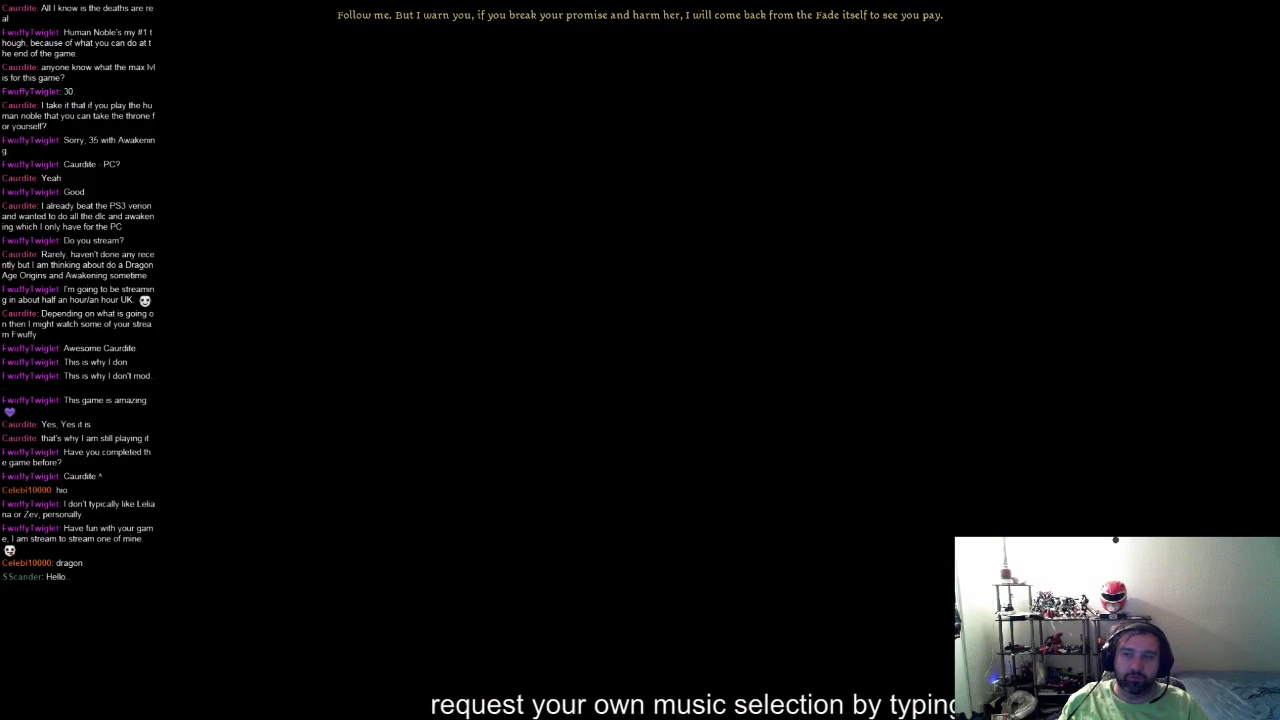 Caurdite: All I know is the deaths are re
al
FwuffyTwiglet: Human Noble's my #1 t
hough, because of what you can do at t
he end of the game.
Caurdite: anyone know what the max lvl
is for this game?
FwuffyTwiglet: 30.
Caurdite: I take it that if you play the hu
man noble that you can take the throne f
or yourself?
FwuffyTwiglet: Sorry, 35 with Awakenin
g.
FwuffyTwiglet: Caurdite - PC?
Caurdite: Yeah
FwuffyTwiglet: Good.
Caurdite: I already beat the PS3 verion
and wanted to do all the dlc and awaken
ing which I only have for the PC
FwuffyTwiglet: Do you stream?
Caurdite: Rarely, haven't done any rece
ntly but I am thinking about do a Dragon
Age Origins and Awakening sometime
FwuffyTwiglet: I'm going to be streamin
g in about half an hour/an hour UK.
Caurdite: Depending on what is going o
n then I might watch some of your strea
m Fwuffy
FwuffyTwiglet: Awesome Caurdite
FwuffyTwiglet: This is why I don
FwuffyTwiglet: This is why I don't mod..
.
FwuffyTwiglet: This game is amazing
Caurdite: Yes, Yes it is
Caurdite: that's why I am still playing it
FwuffyTwiglet: Have you completed th
e game before?
FwuffyTwiglet: Caurdite ^
Celebi10000: hio
FwuffyTwiglet: I don't typically like Lelia
na or Zev, personally
FwuffyTwiglet: Have fun with your gam
e, I am stream to stream one of mine.
Celebi10000: dragon
SScander: Hello..
Follow me. But I warn you, if you break your promise and harm her, I will come back from the Fade itself to see you pay.
request your own music selection by typing